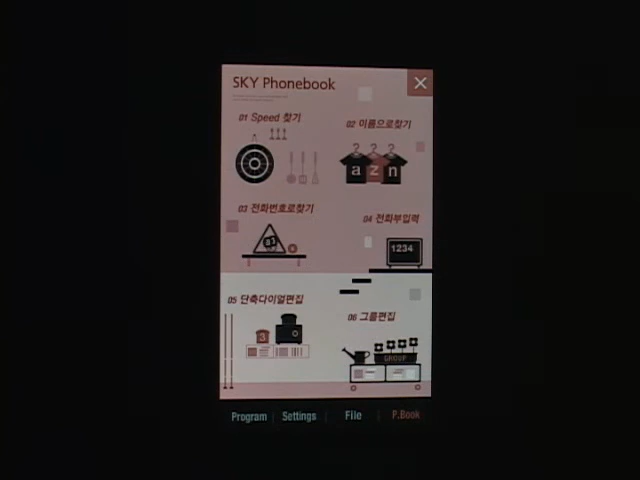 SKY Phonebook
01 Speed 찾기
02 이름으로찾기
a z n
03 전화번호로찾기
04 전화부입력
1234
05 단축다이얼편집
3
06 그룹편집
GROUP
Program Settings File P.Book